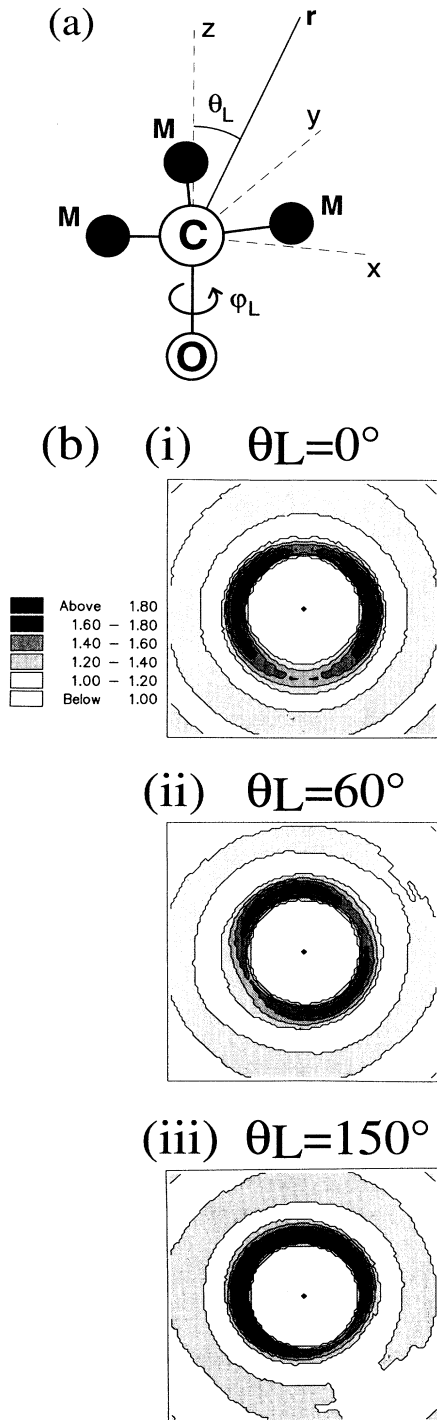 (a)
z
r
θL
y
M
M
M
C
x
φL
O
(b) (i) θL=0°
Above 1.80
1.60 – 1.80
1.40 – 1.60
1.20 – 1.40
1.00 – 1.20
Below 1.00
(ii) θL=60°
(iii) θL=150°